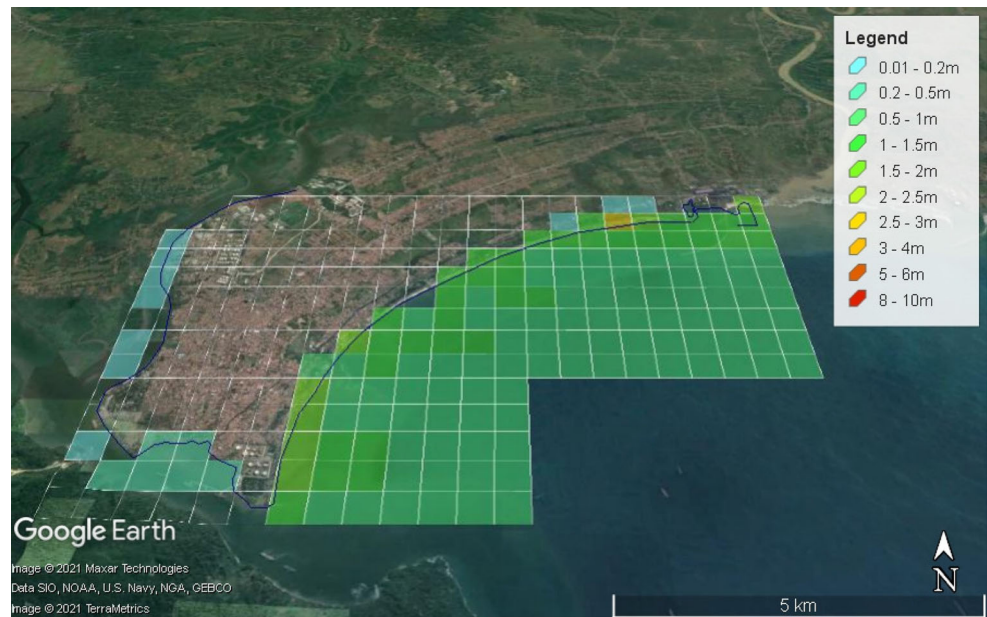 Legend
0.01 - 0.2m
0.2 - 0.5m
0.5 - 1m
1 - 1.5m
1.5 - 2m
2 - 2.5m
2.5 - 3m
3 - 4m
5 - 6m
8 - 10m
Google Earth
Image © 2021 Maxar Technologies
Data SIO, NOAA, U.S. Navy, NGA, GEBCO
Image © 2021 TerraMetrics
N
5 km